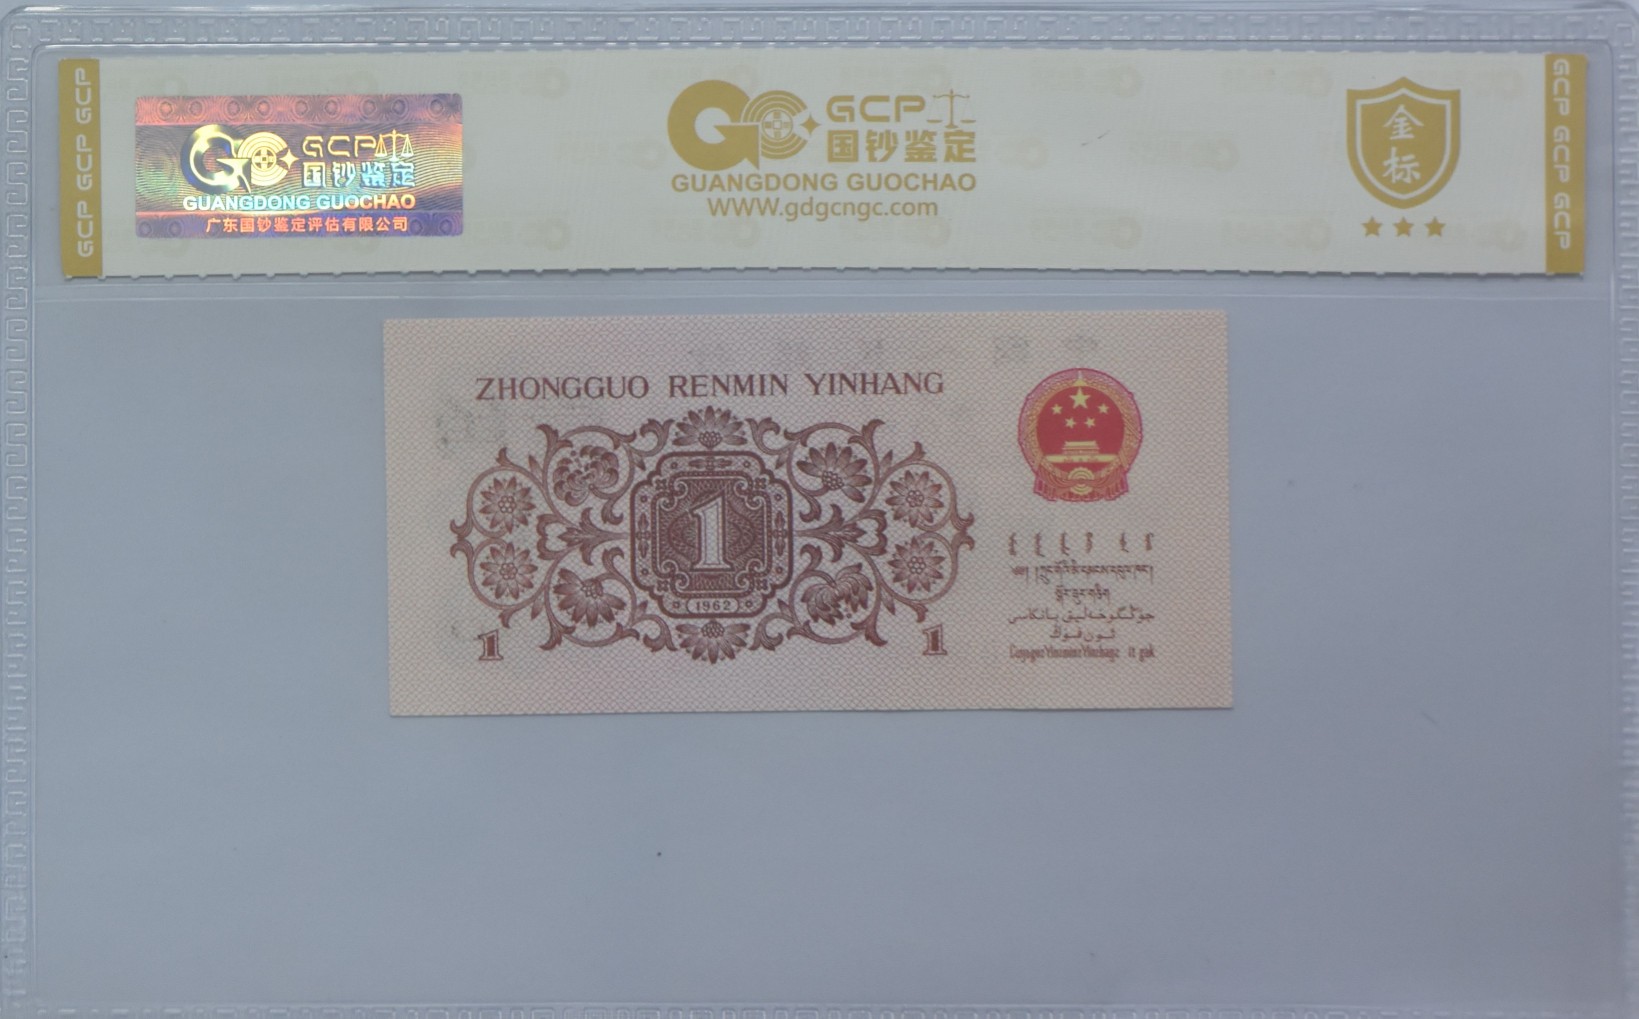 GCP GCP GCP
GCP
国钞鉴定
GUANGDONG GUOCHAO
广东国钞鉴定评估有限公司
GCP
国钞鉴定
GUANGDONG GUOCHAO
WWW.gdgcngc.com
金
标
GCP GCP GCP
ZHONGGUO RENMIN YINHANG
1
1962
1
1